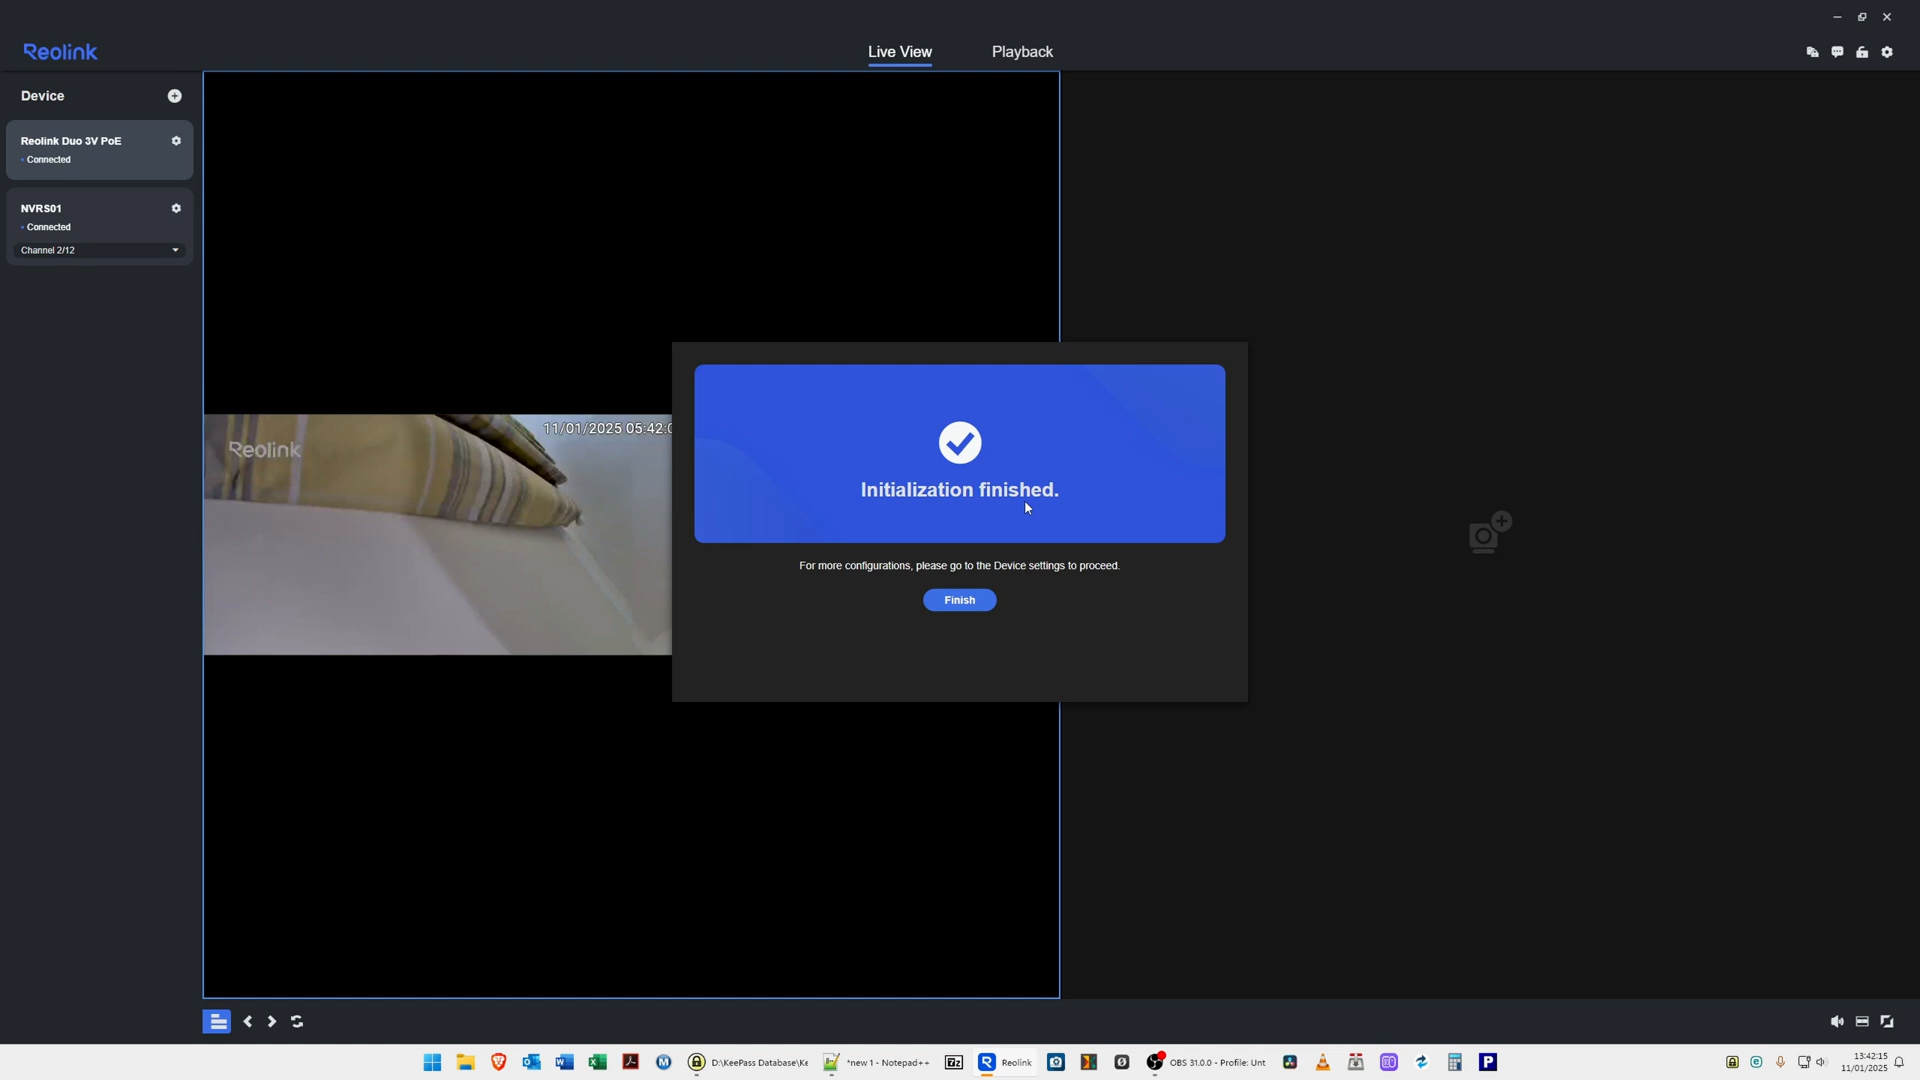 Reolink
Live View
Playback
Device
Reolink Duo 3V PoE
Connected
NVRS01
Connected
Channel 2/12
Reolink
11/01/2025 05:42:0
Initialization finished.
For more configurations, please go to the Device settings to proceed.
Finish
D:\KeePass Database\Ke
*new 1 - Notepad++
7z
Reolink
OBS 31.0.0 - Profile: Unt
13:42:15
11/01/2025